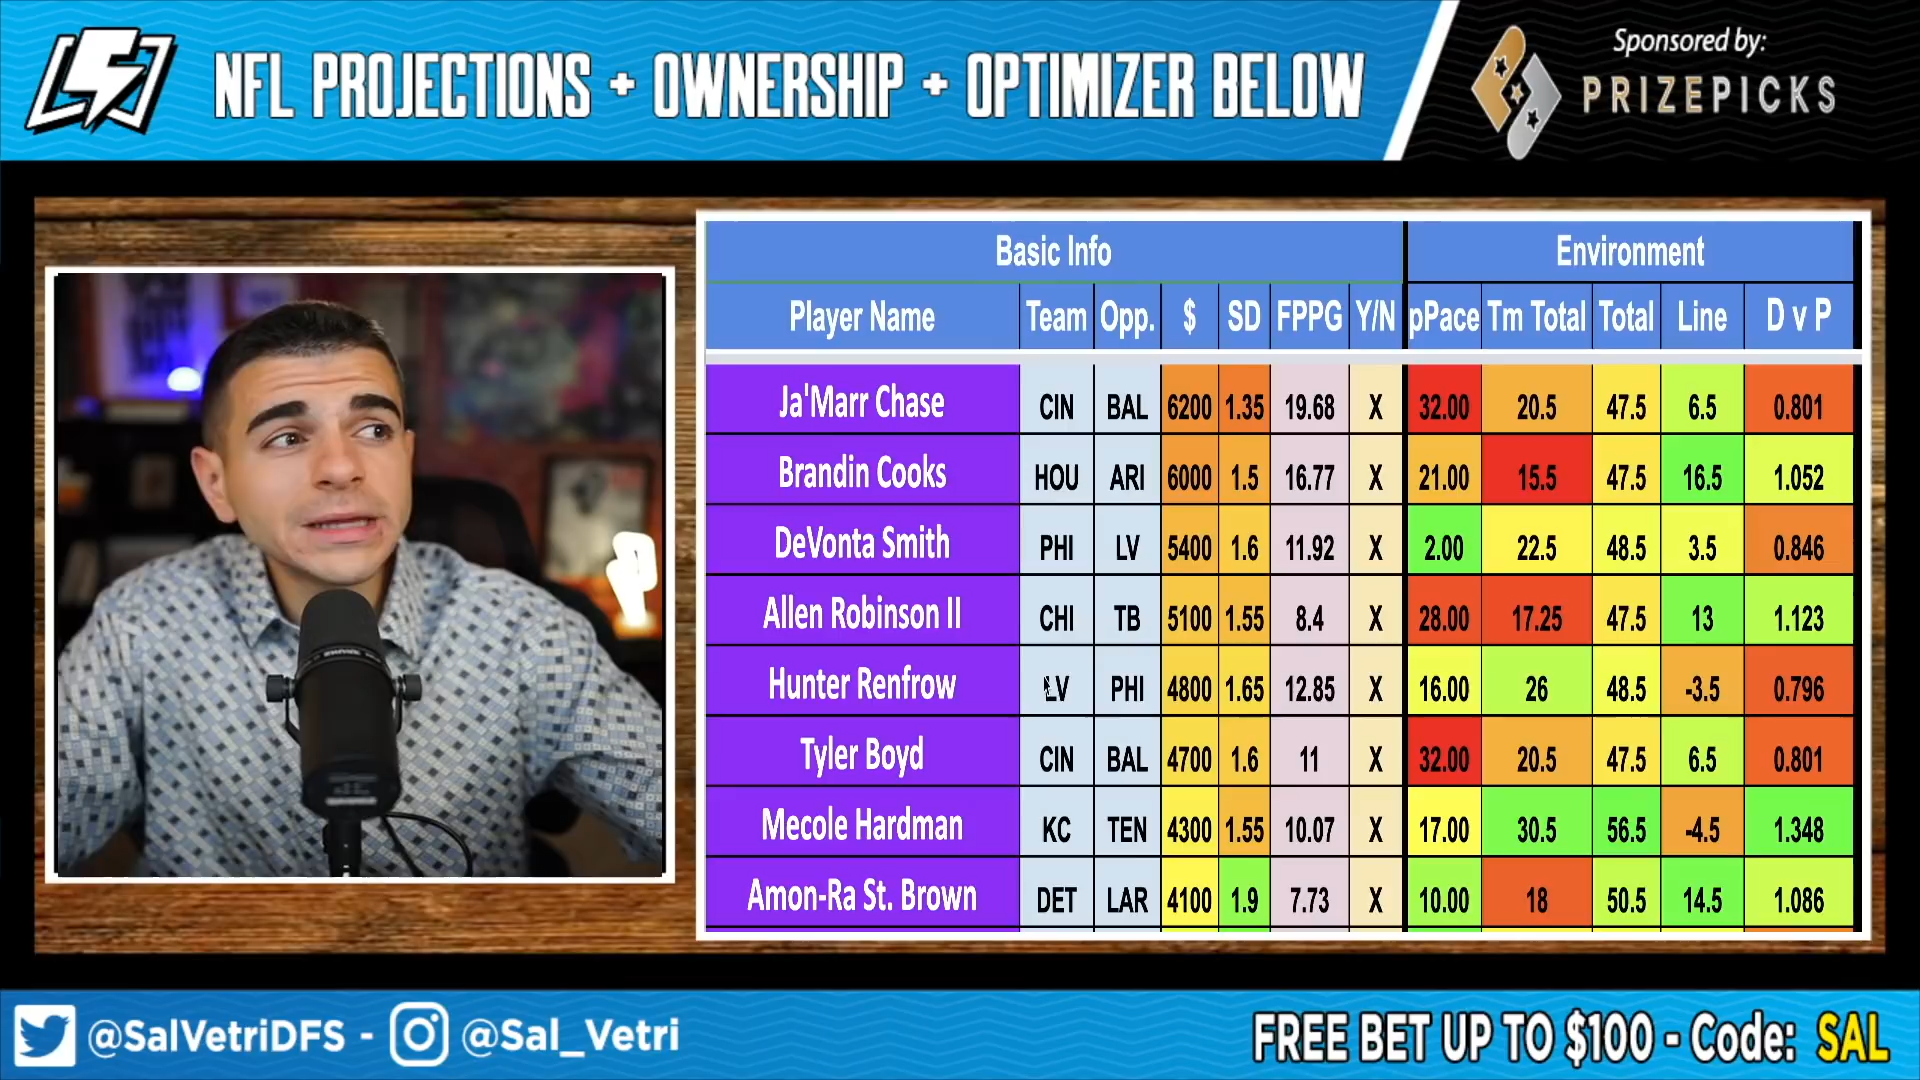 NFL PROJECTIONS + OWNERSHIP + OPTIMIZER BELOW
Sponsored by:
PRIZEPICKS
Basic Info Environment
Player Name Team Opp. $ SD FPPG Y/N pPace Tm Total Total Line D v P
Ja'Marr Chase CIN BAL 6200 1.35 19.68 X 32.00 20.5 47.5 6.5 0.801
Brandin Cooks HOU ARI 6000 1.5 16.77 X 21.00 15.5 47.5 16.5 1.052
DeVonta Smith PHI LV 5400 1.6 11.92 X 2.00 22.5 48.5 3.5 0.846
Allen Robinson II CHI TB 5100 1.55 8.4 X 28.00 17.25 47.5 13 1.123
Hunter Renfrow LV PHI 4800 1.65 12.85 X 16.00 26 48.5 -3.5 0.796
Tyler Boyd CIN BAL 4700 1.6 11 X 32.00 20.5 47.5 6.5 0.801
Mecole Hardman KC TEN 4300 1.55 10.07 X 17.00 30.5 56.5 -4.5 1.348
Amon-Ra St. Brown DET LAR 4100 1.9 7.73 X 10.00 18 50.5 14.5 1.086
@SalVetriDFS - @Sal_Vetri
FREE BET UP TO $100 - Code: SAL